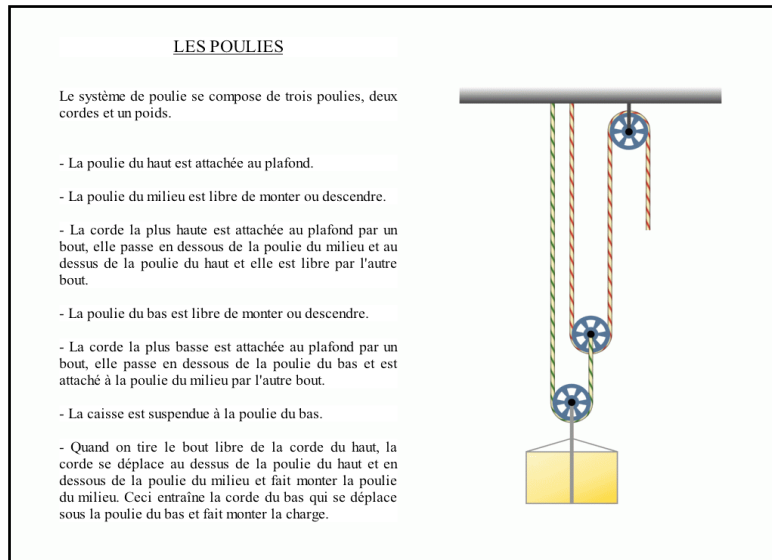 LES POULIES
Le système de poulie se compose de trois poulies, deux
cordes et un poids.
- La poulie du haut est attachée au plafond.
- La poulie du milieu est libre de monter ou descendre.
- La corde la plus haute est attachée au plafond par un
bout, elle passe en dessous de la poulie du milieu et au
dessus de la poulie du haut et elle est libre par l'autre
bout.
- La poulie du bas est libre de monter ou descendre.
- La corde la plus basse est attachée au plafond par un
bout, elle passe en dessous de la poulie du bas et est
attaché à la poulie du milieu par l'autre bout.
- La caisse est suspendue à la poulie du bas.
- Quand on tire le bout libre de la corde du haut, la
corde se déplace au dessus de la poulie du haut et en
dessous de la poulie du milieu et fait monter la poulie
du milieu. Ceci entraîne la corde du bas qui se déplace
sous la poulie du bas et fait monter la charge.